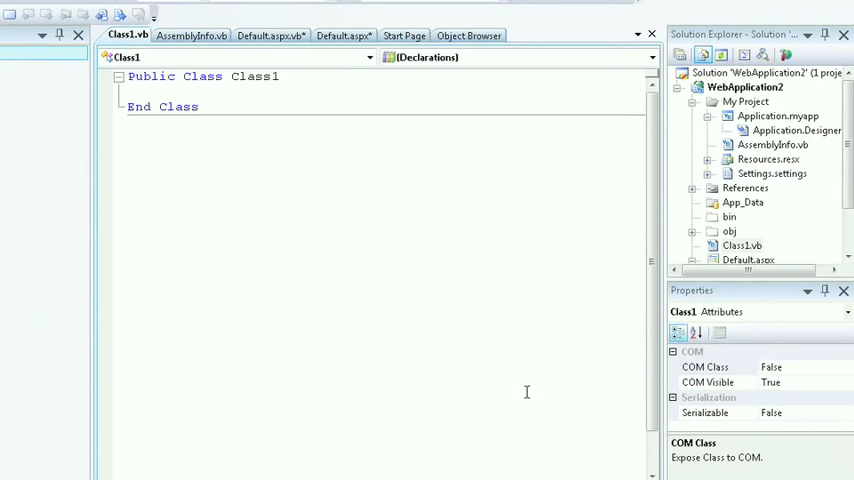 Class1.vb AssemblyInfo.vb Default.aspx.vb* Default.aspx* Start Page Object Browser
Class1 (Declarations)
Public Class Class1
End Class
Solution Explorer - Solution '...
Solution 'WebApplication2' (1 proje
WebApplication2
My Project
Application.myapp
Application.Designer
AssemblyInfo.vb
Resources.resx
Settings.settings
References
App_Data
bin
obj
Class1.vb
Default.aspx
Properties
Class1 Attributes
COM
COM Class False
COM Visible True
Serialization
Serializable False
COM Class
Expose Class to COM.